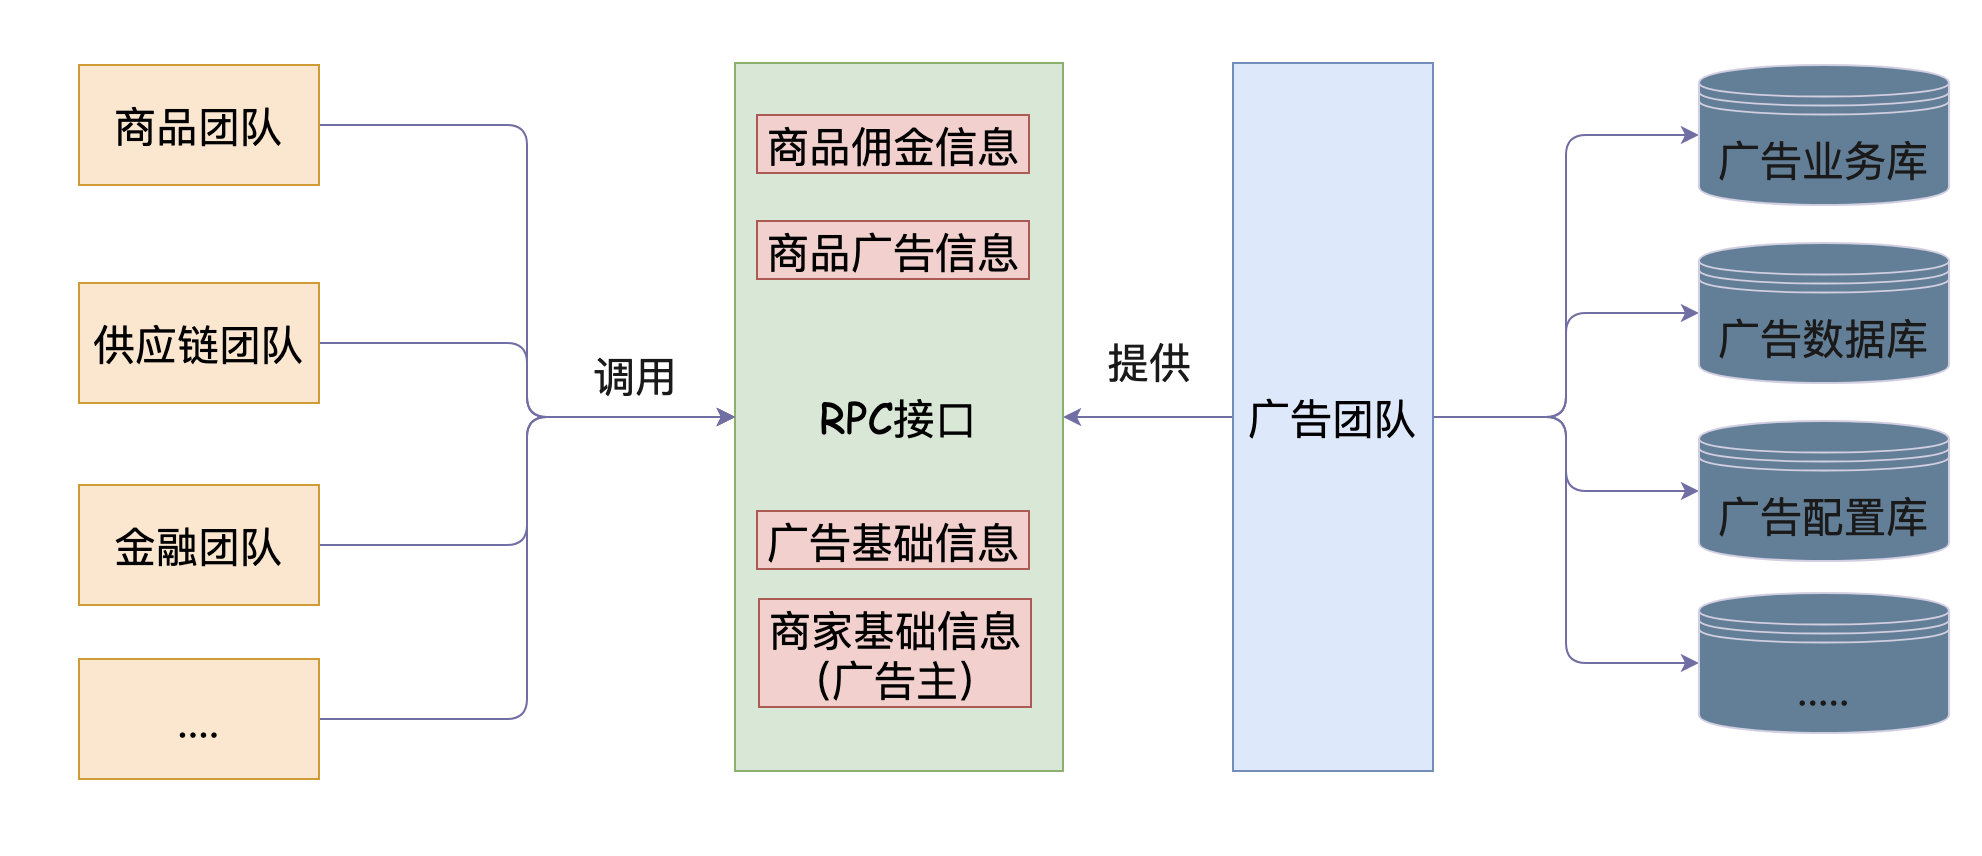 商品团队
供应链团队
金融团队
....
调用
商品佣金信息
商品广告信息
RPC接口
广告基础信息
商家基础信息
(广告主)
提供
广告团队
广告业务库
广告数据库
广告配置库
.....